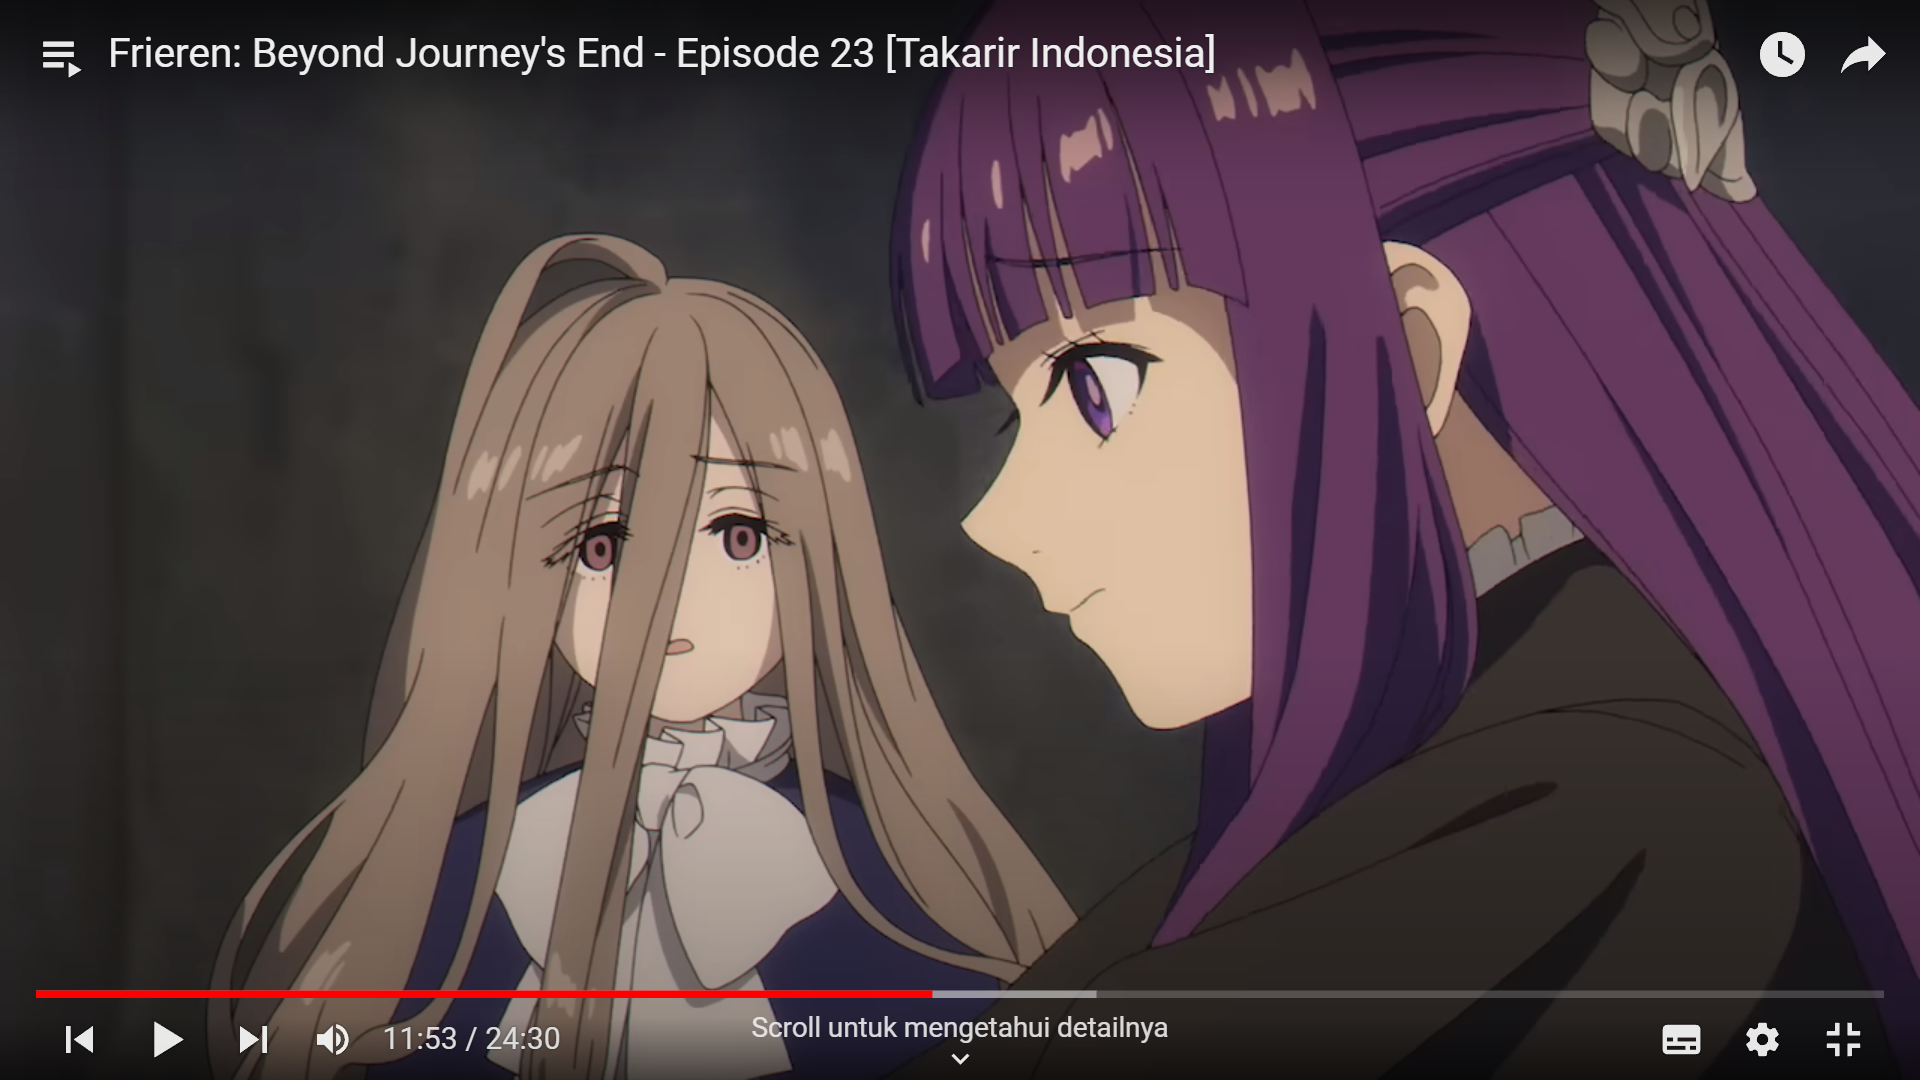 Frieren: Beyond Journey's End - Episode 23 [Takarir Indonesia]
11:53 / 24:30
Scroll untuk mengetahui detailnya